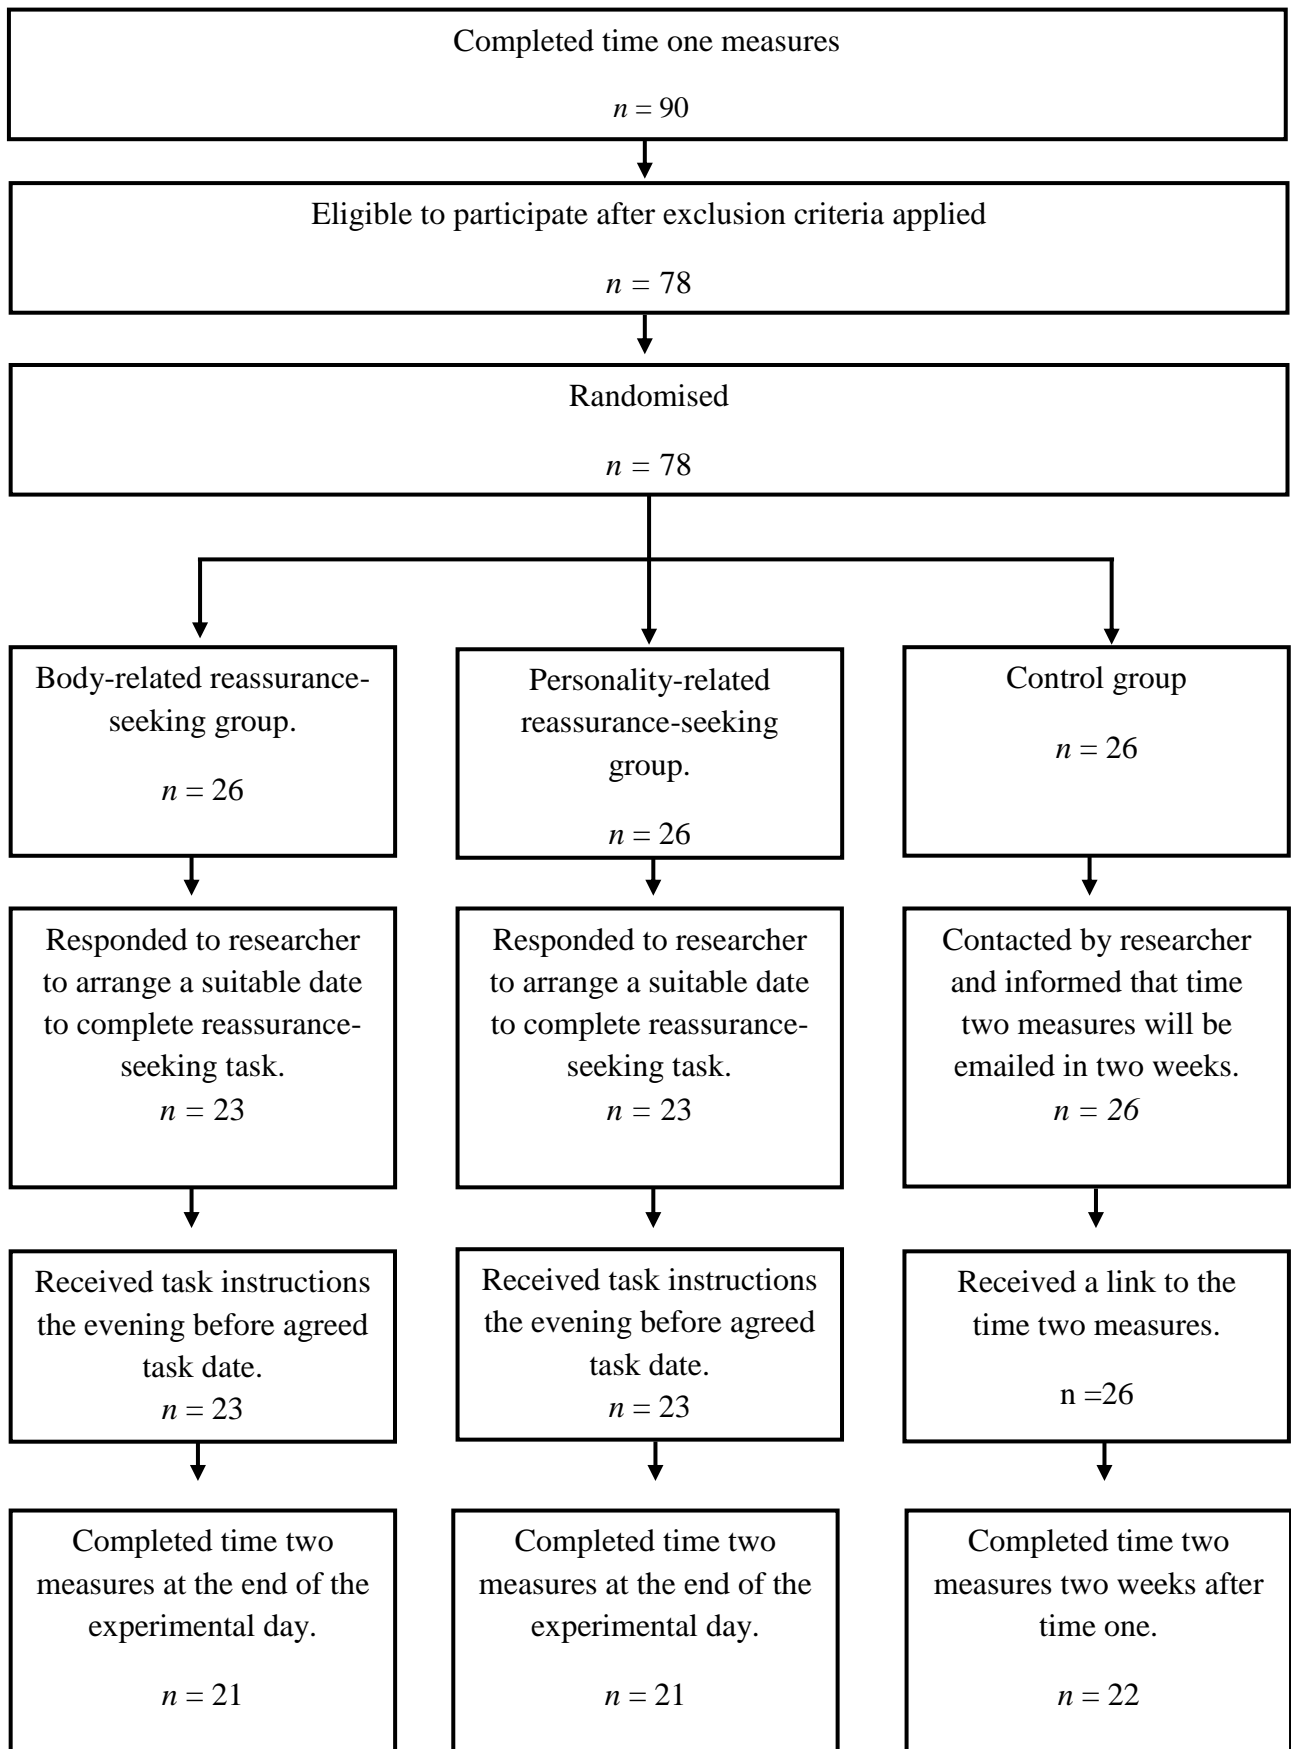 Completed time one measures
n = 90
Eligible to participate after exclusion criteria applied
n = 78
Randomised
n = 78
Body-related reassurance-
seeking group.
n = 26
Personality-related
reassurance-seeking
group.
n = 26
Control group
n = 26
Responded to researcher
to arrange a suitable date
to complete reassurance-
seeking task.
n = 23
Responded to researcher
to arrange a suitable date
to complete reassurance-
seeking task.
n = 23
Contacted by researcher
and informed that time
two measures will be
emailed in two weeks.
n = 26
Received task instructions
the evening before agreed
task date.
n = 23
Received task instructions
the evening before agreed
task date.
n = 23
Received a link to the
time two measures.
n =26
Completed time two
measures at the end of the
experimental day.
n = 21
Completed time two
measures at the end of the
experimental day.
n = 21
Completed time two
measures two weeks after
time one.
n = 22